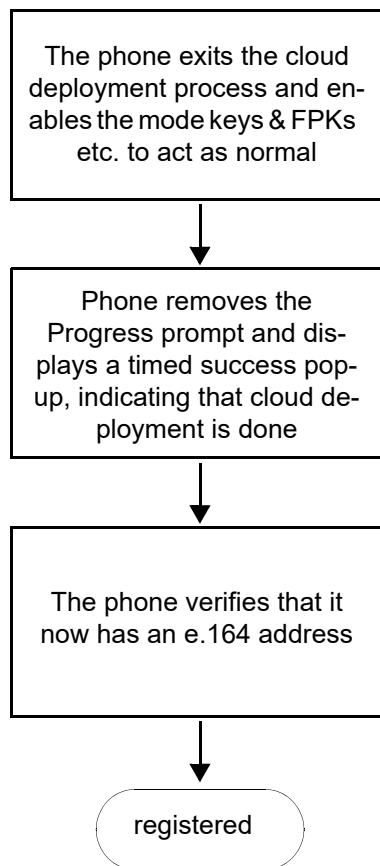 The phone exits the cloud
deployment process and en-
ables the mode keys & FPKs
etc. to act as normal
Phone removes the
Progress prompt and dis-
plays a timed success pop-
up, indicating that cloud de-
ployment is done
The phone verifies that it
now has an e.164 address
registered